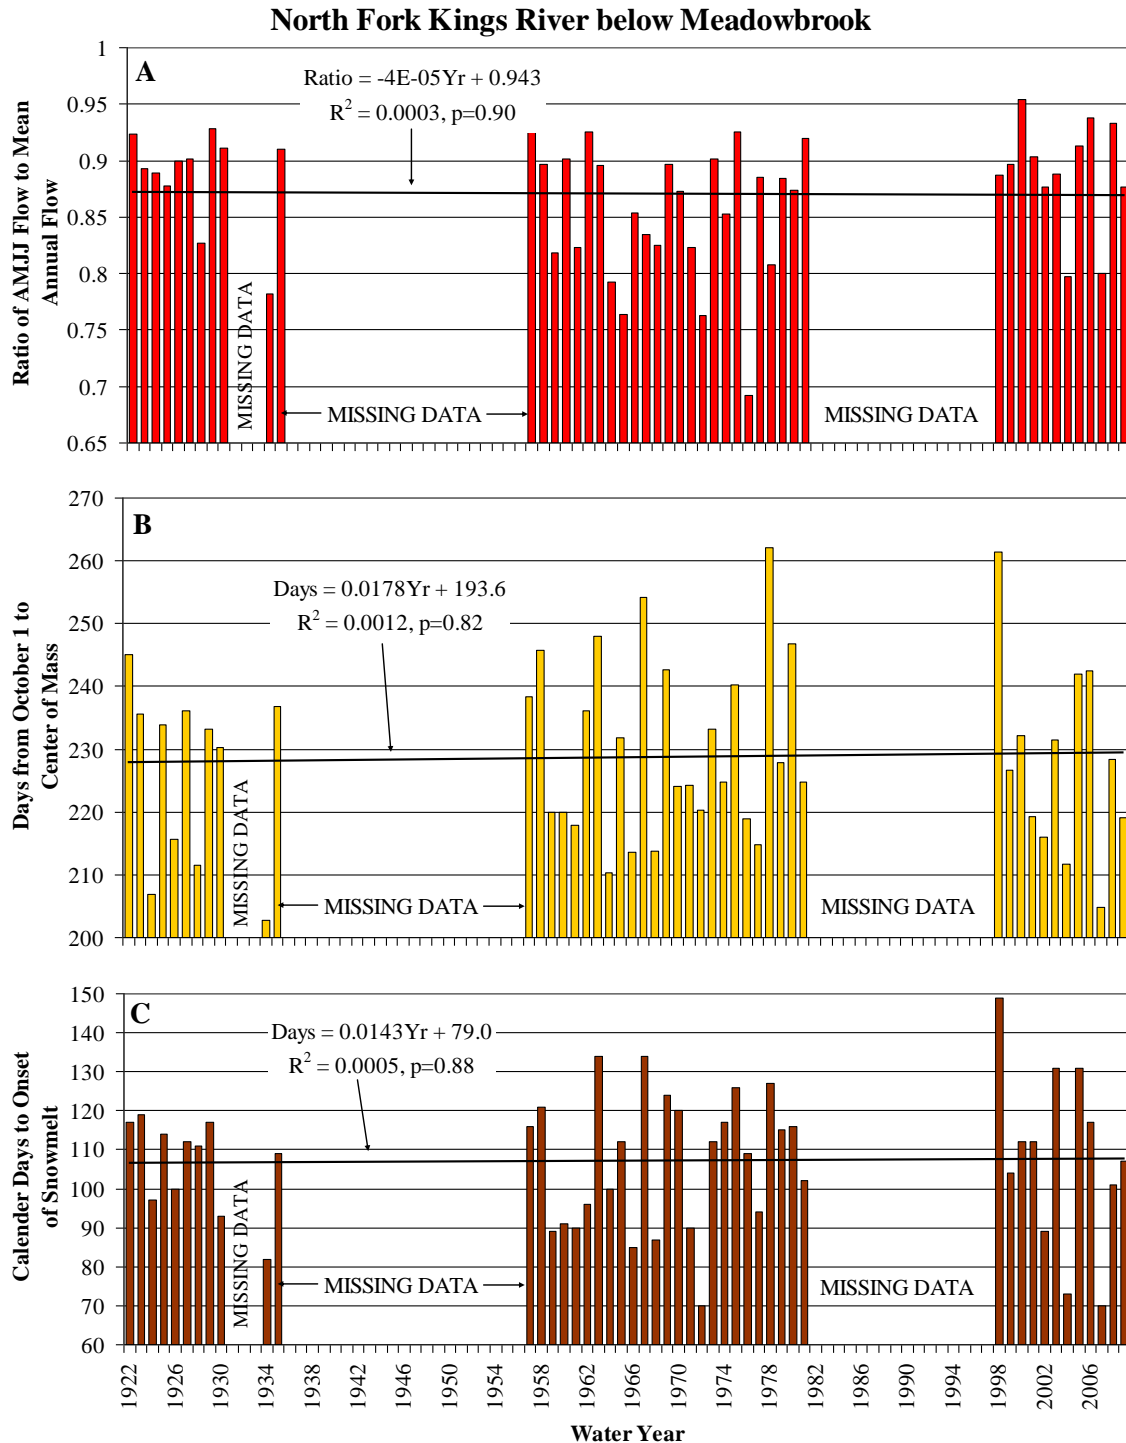 North Fork Kings River below Meadowbrook
A
Ratio = -4E-05Yr + 0.943
R² = 0.0003, p=0.90
Ratio of AMJJ Flow to Mean
Annual Flow
1
0.95
0.9
0.85
0.8
0.75
0.7
0.65
MISSING DATA
MISSING DATA
MISSING DATA
B
Days = 0.0178Yr + 193.6
R² = 0.0012, p=0.82
Days from October 1 to
Center of Mass
270
260
250
240
230
220
210
200
MISSING DATA
MISSING DATA
MISSING DATA
C
Days = 0.0143Yr + 79.0
R² = 0.0005, p=0.88
Calender Days to Onset
of Snowmelt
150
140
130
120
110
100
90
80
70
60
MISSING DATA
MISSING DATA
MISSING DATA
1922 1926 1930 1934 1938 1942 1946 1950 1954 1958 1962 1966 1970 1974 1978 1982 1986 1990 1994 1998 2002 2006
Water Year